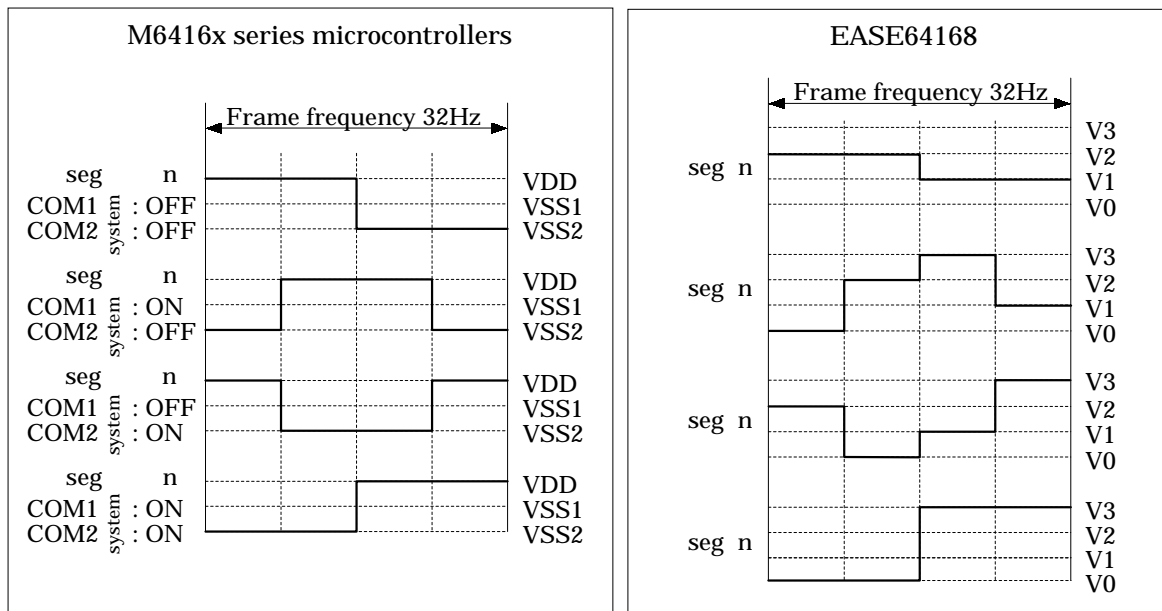 M6416x series microcontrollers
Frame frequency 32Hz
seg n
COM1 : OFF
COM2 : OFF
system
VDD
VSS1
VSS2
seg n
COM1 : ON
COM2 : OFF
system
VDD
VSS1
VSS2
seg n
COM1 : OFF
COM2 : ON
system
VDD
VSS1
VSS2
seg n
COM1 : ON
COM2 : ON
system
VDD
VSS1
VSS2
EASE64168
Frame frequency 32Hz
seg n
V3
V2
V1
V0
seg n
V3
V2
V1
V0
seg n
V3
V2
V1
V0
seg n
V3
V2
V1
V0